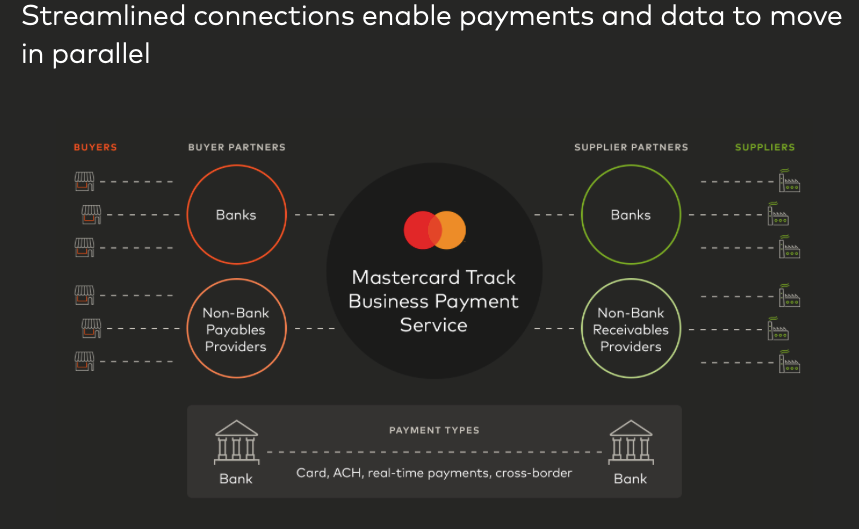 Streamlined connections enable payments and data to move
in parallel
BUYERS
BUYER PARTNERS
SUPPLIER PARTNERS
SUPPLIERS
Banks
Banks
Mastercard Track
Business Payment
Service
Non-Bank
Payables
Providers
Non-Bank
Receivables
Providers
PAYMENT TYPES
Card, ACH, real-time payments, cross-border
Bank
Bank